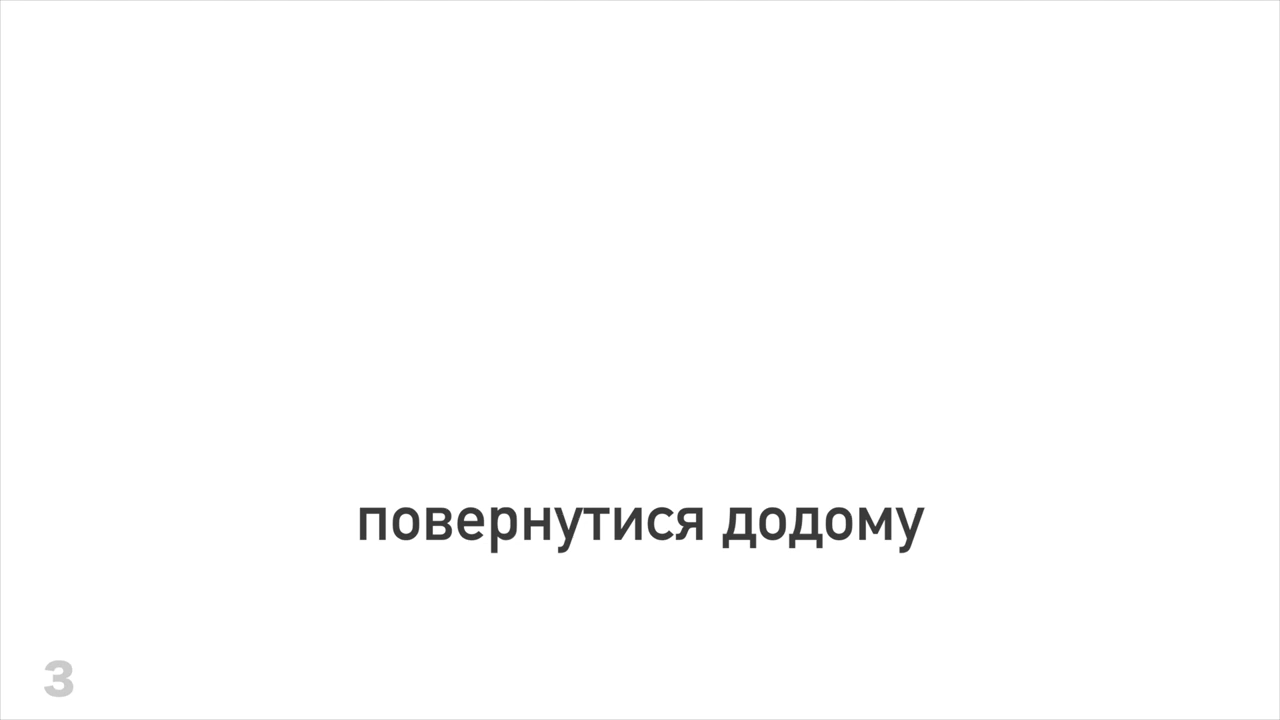 повернутися додому
3